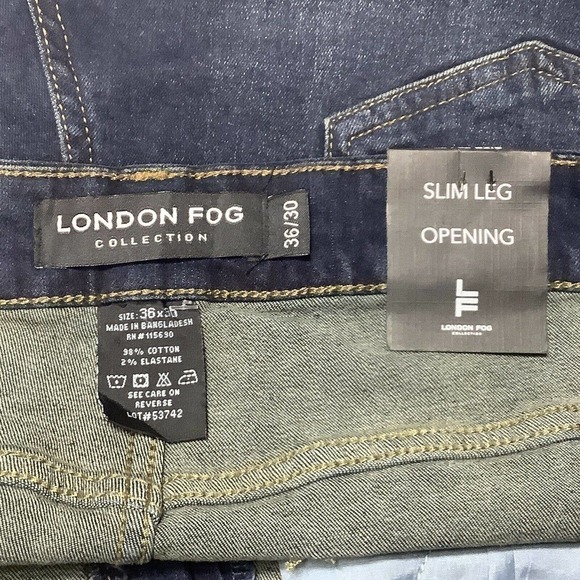 LONDON FOG
COLLECTION
36/30
SLIM LEG
OPENING
LF
LONDON FOG
COLLECTION
SIZE: 36x30
MADE IN BANGLADESH
RN#115690
98% COTTON
2% ELASTANE
SEE CARE ON
REVERSE
LOT#53742